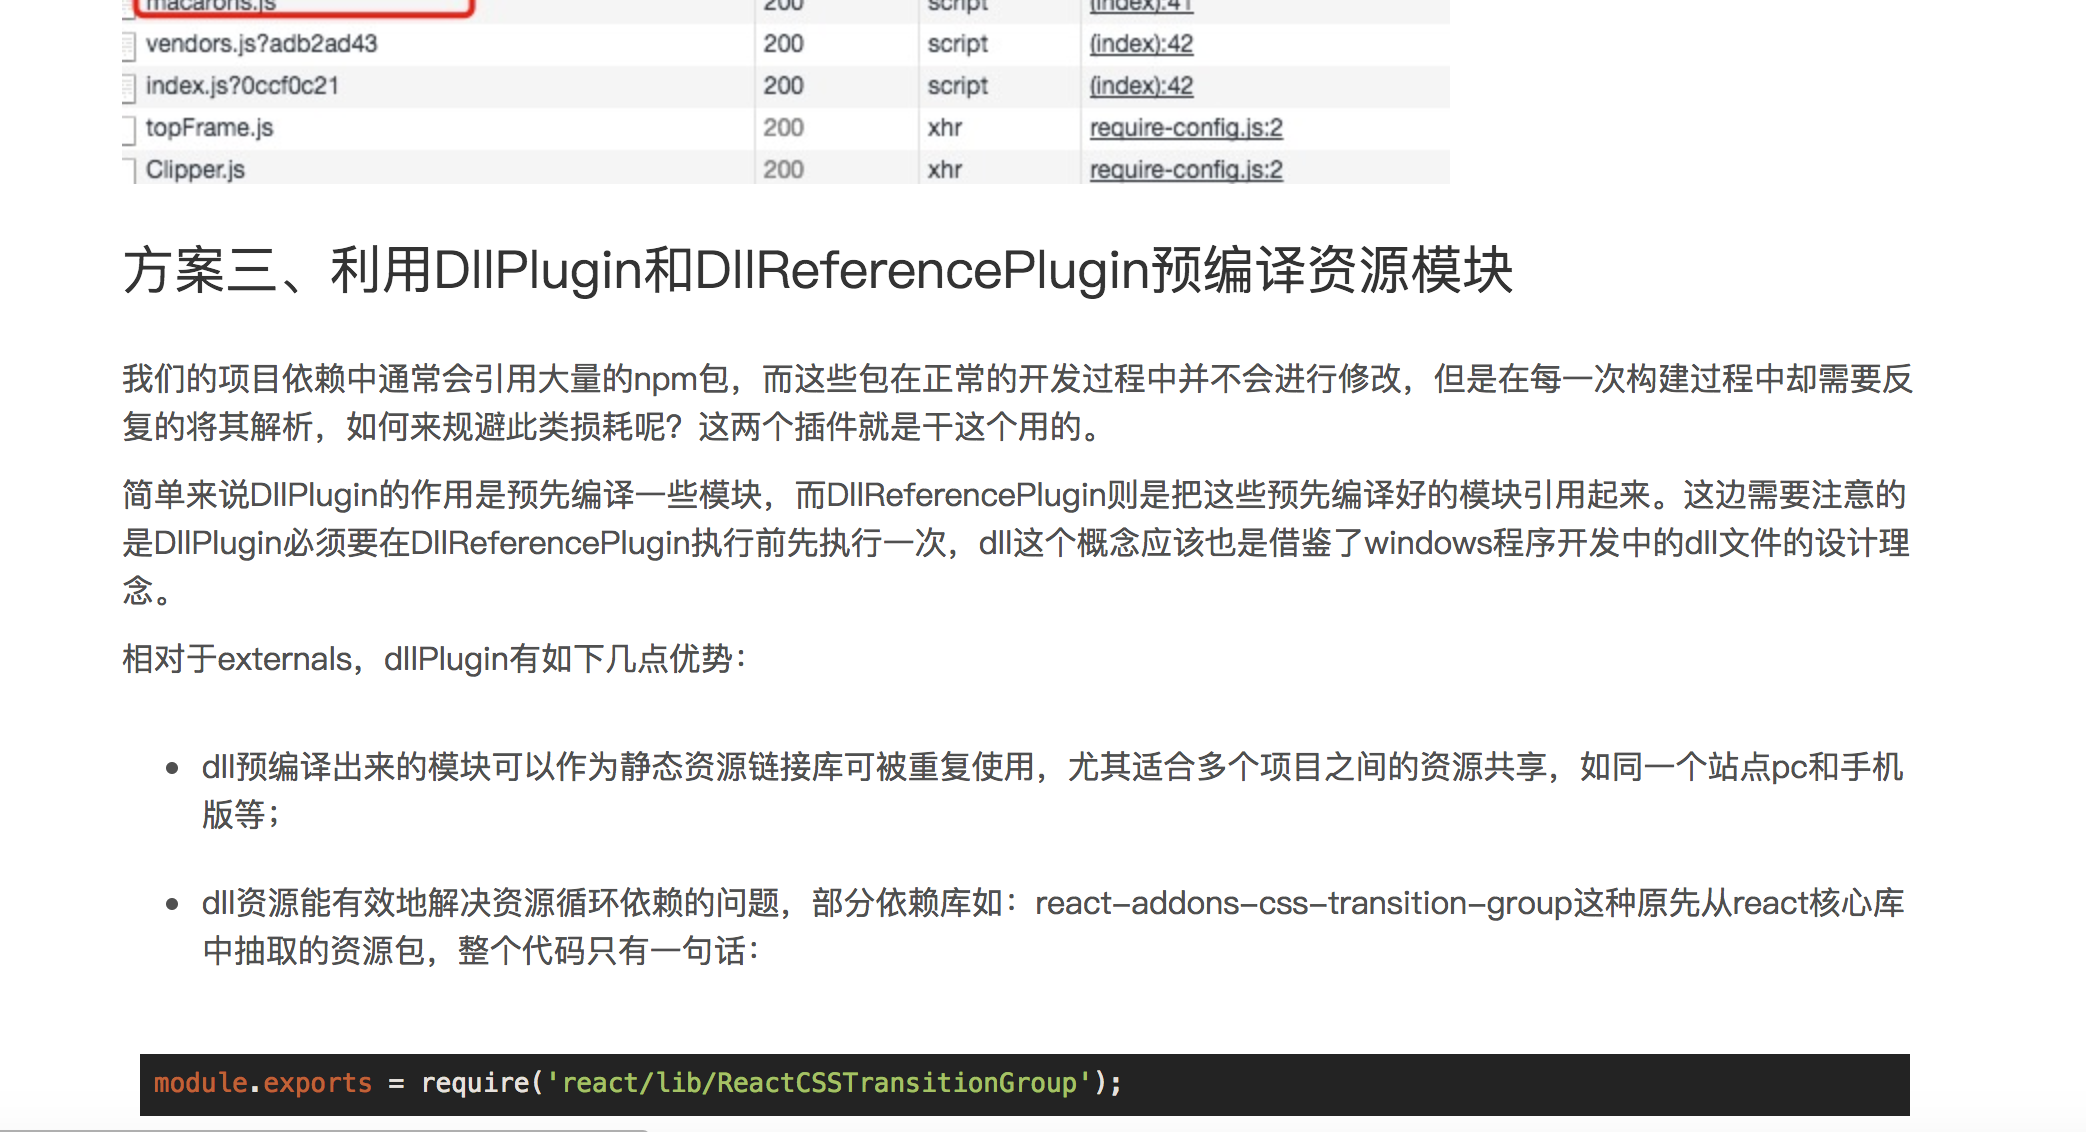 macarons.js 200 script (index):41
vendors.js?adb2ad43 200 script (index):42
index.js?0ccf0c21 200 script (index):42
topFrame.js 200 xhr require-config.js:2
Clipper.js 200 xhr require-config.js:2
方案三、利用DllPlugin和DllReferencePlugin预编译资源模块
我们的项目依赖中通常会引用大量的npm包，而这些包在正常的开发过程中并不会进行修改，但是在每一次构建过程中却需要反
复的将其解析，如何来规避此类损耗呢？这两个插件就是干这个用的。
简单来说DllPlugin的作用是预先编译一些模块，而DllReferencePlugin则是把这些预先编译好的模块引用起来。这边需要注意的
是DllPlugin必须要在DllReferencePlugin执行前先执行一次，dll这个概念应该也是借鉴了windows程序开发中的dll文件的设计理
念。
相对于externals，dllPlugin有如下几点优势：
• dll预编译出来的模块可以作为静态资源链接库可被重复使用，尤其适合多个项目之间的资源共享，如同一个站点pc和手机
版等；
• dll资源能有效地解决资源循环依赖的问题，部分依赖库如：react-addons-css-transition-group这种原先从react核心库
中抽取的资源包，整个代码只有一句话：
module.exports = require('react/lib/ReactCSSTransitionGroup');